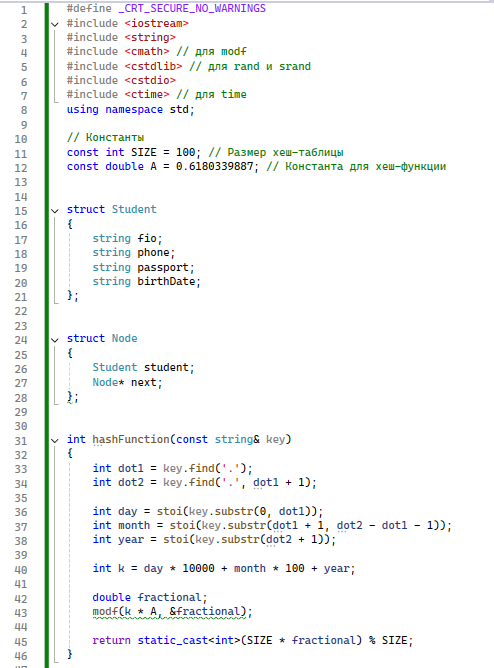 1 #define _CRT_SECURE_NO_WARNINGS
2 #include <iostream>
3 #include <string>
4 #include <cmath> // для modf
5 #include <cstdlib> // для rand и srand
6 #include <cstdio>
7 #include <ctime> // для time
8 using namespace std;
9
10 // Константы
11 const int SIZE = 100; // Размер хеш-таблицы
12 const double A = 0.6180339887; // Константа для хеш-функции
13
14
15 struct Student
16 {
17 string fio;
18 string phone;
19 string passport;
20 string birthDate;
21 };
22
23
24 struct Node
25 {
26 Student student;
27 Node* next;
28 };
29
30
31 int hashFunction(const string& key)
32 {
33 int dot1 = key.find('.');
34 int dot2 = key.find('.', dot1 + 1);
35
36 int day = stoi(key.substr(0, dot1));
37 int month = stoi(key.substr(dot1 + 1, dot2 - dot1 - 1));
38 int year = stoi(key.substr(dot2 + 1));
39
40 int k = day * 10000 + month * 100 + year;
41
42 double fractional;
43 modf(k * A, &fractional);
44
45 return static_cast<int>(SIZE * fractional) % SIZE;
46 }